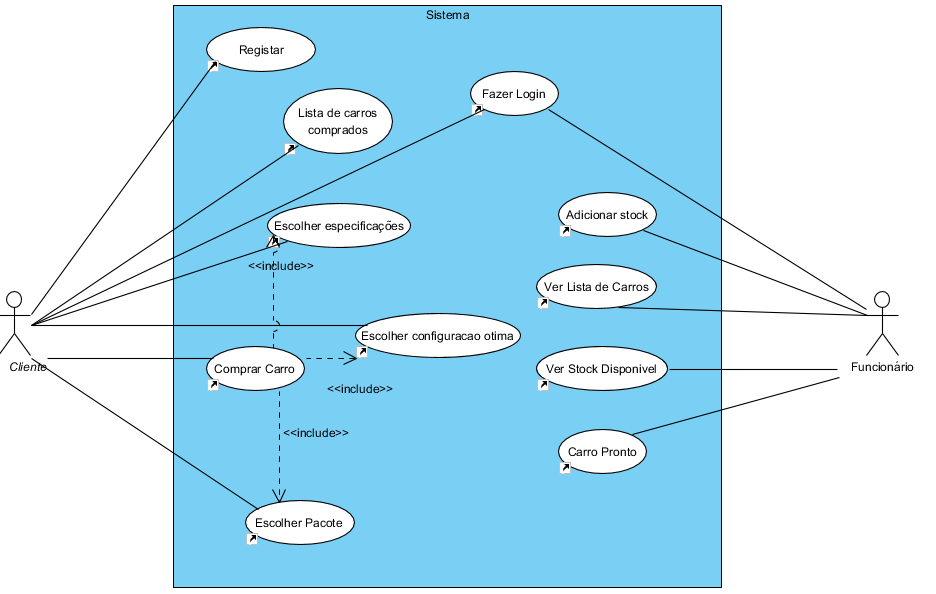 Sistema
Registar
Fazer Login
Lista de carros
comprados
Adicionar stock
Escolher especificações
<<include>>
Ver Lista de Carros
Escolher configuracao otima
Cliente
Comprar Carro
Ver Stock Disponivel
Funcionário
<<include>>
<<include>>
Carro Pronto
Escolher Pacote